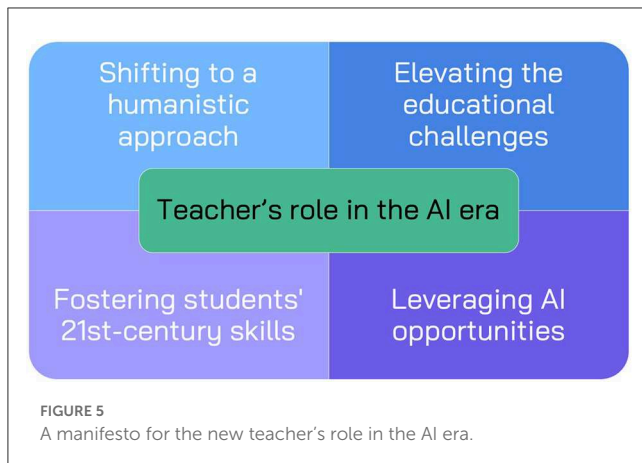 Shifting to a
humanistic
approach
Elevating the
educational
challenges
Teacher's role in the AI era
Fostering students'
21st-century skills
Leveraging AI
opportunities
FIGURE 5
A manifesto for the new teacher's role in the AI era.